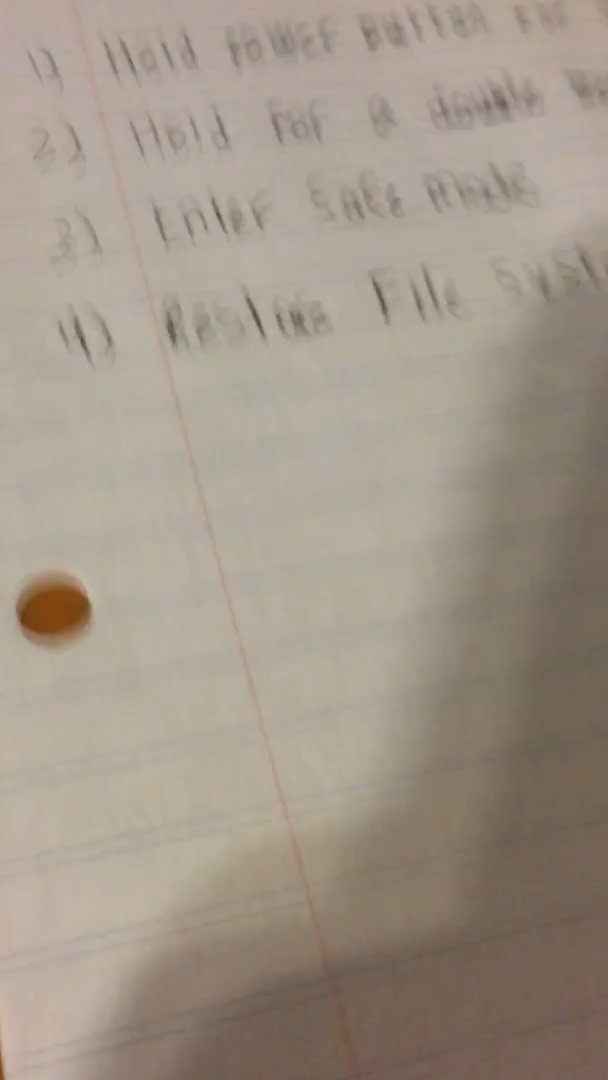 1) Hold Power Button For
2) Hold for a double
3) Enter Safe Mode
4) Restore File